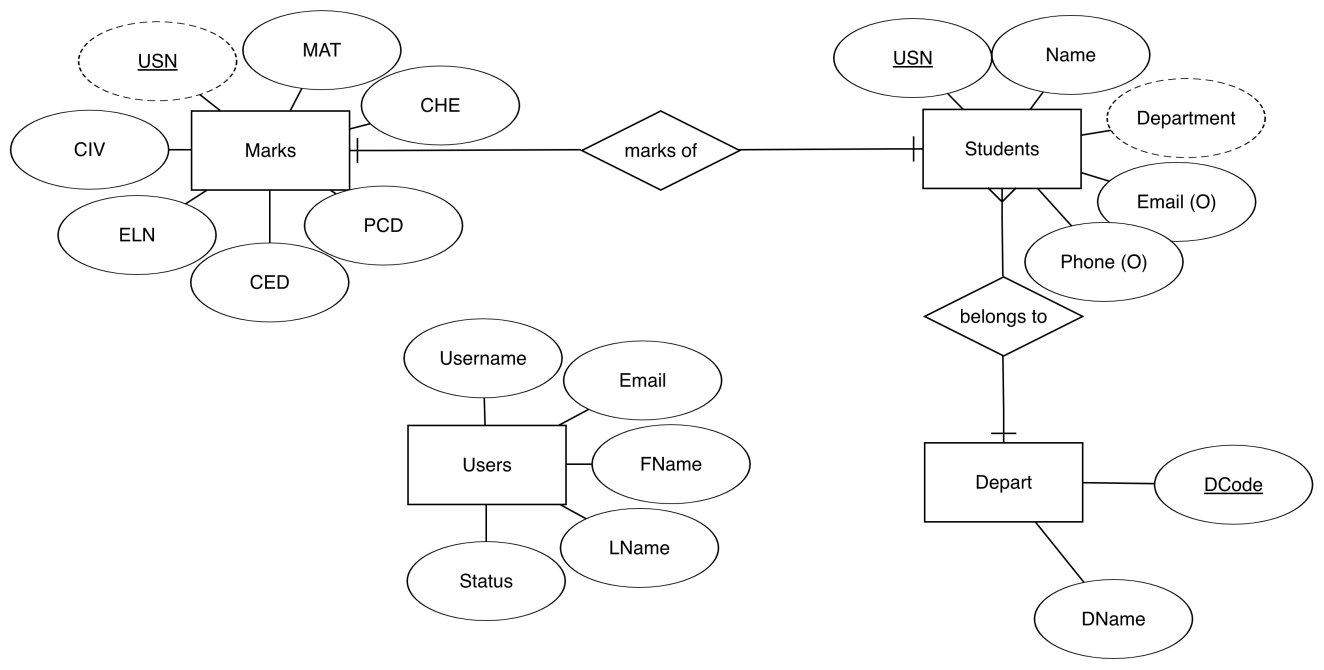 USN
MAT
CHE
CIV
Marks
ELN
CED
PCD
marks of
USN
Name
Department
Students
Email (O)
Phone (O)
belongs to
Username
Email
Users
FName
LName
Status
Depart
DCode
DName